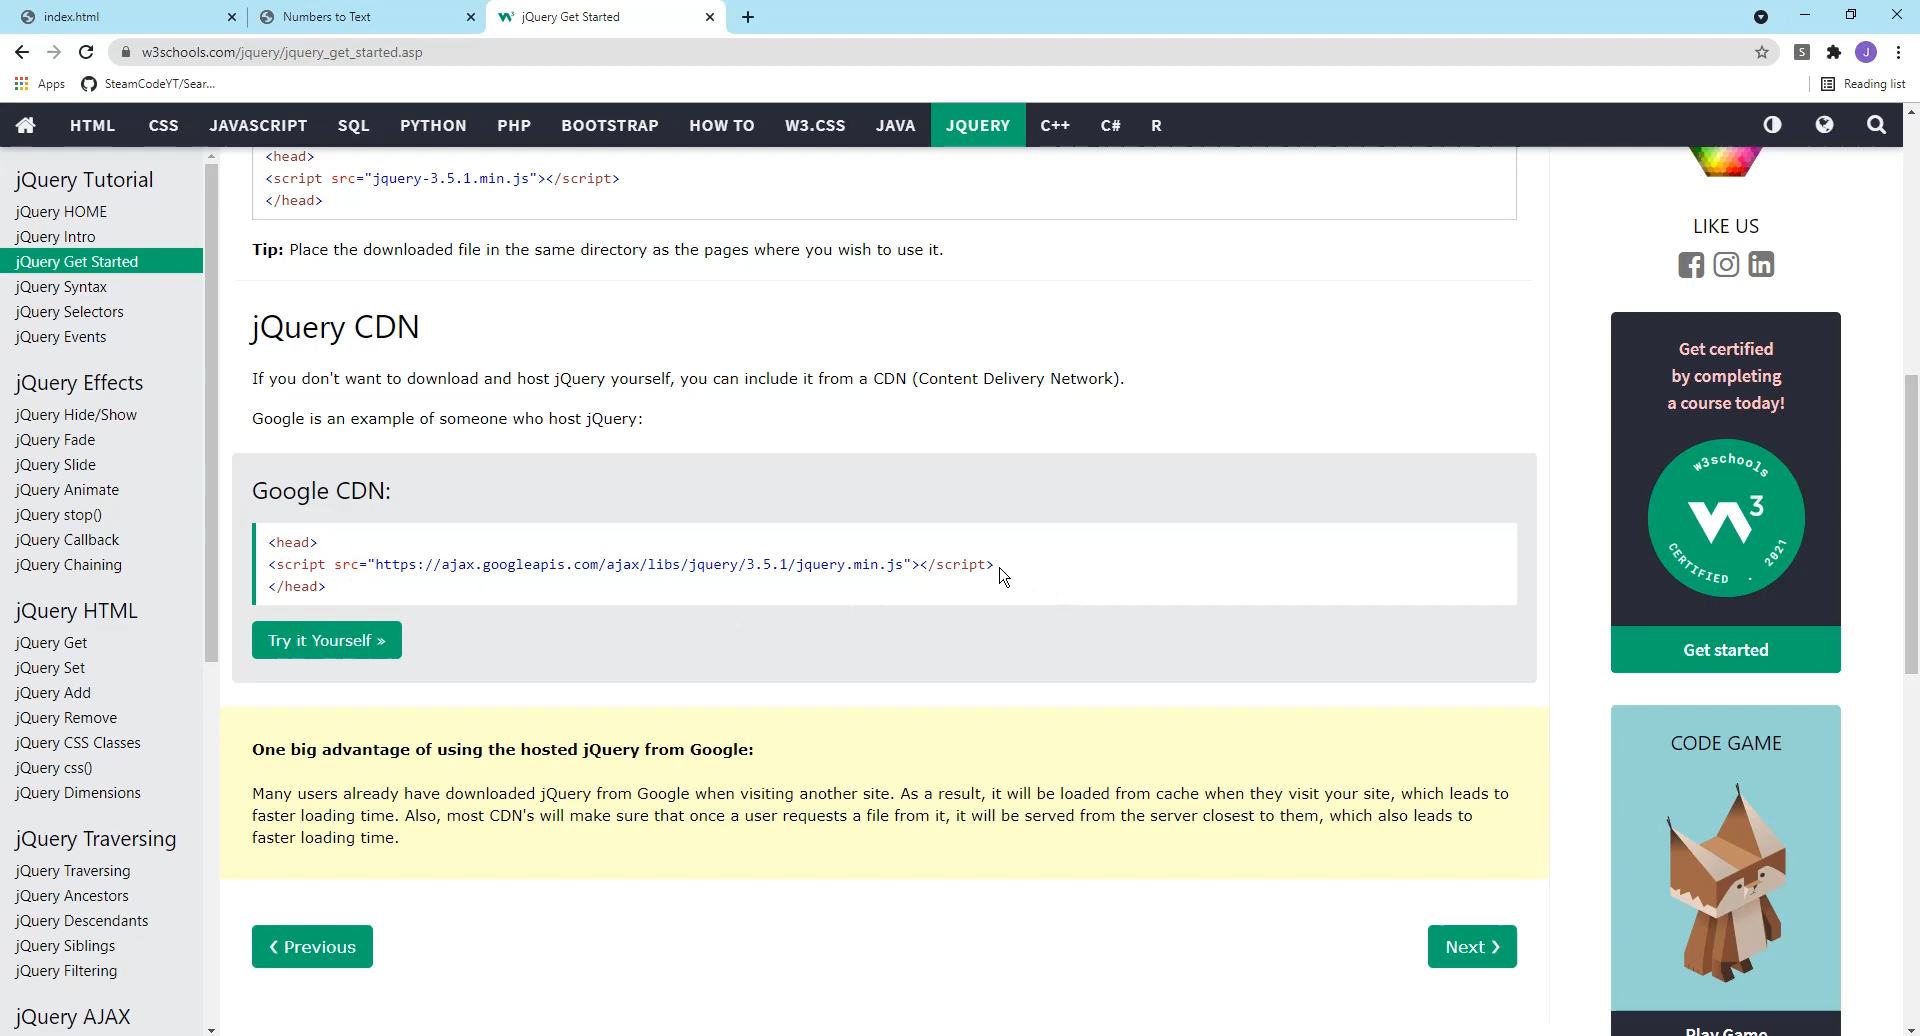 index.html
Numbers to Text
jQuery Get Started
w3schools.com/jquery/jquery_get_started.asp
S
J
Apps
SteamCodeYT/Sear...
Reading list
HTML
CSS
JAVASCRIPT
SQL
PYTHON
PHP
BOOTSTRAP
HOW TO
W3.CSS
JAVA
JQUERY
C++
C#
R
jQuery Tutorial
jQuery HOME
jQuery Intro
jQuery Get Started
jQuery Syntax
jQuery Selectors
jQuery Events
jQuery Effects
jQuery Hide/Show
jQuery Fade
jQuery Slide
jQuery Animate
jQuery stop()
jQuery Callback
jQuery Chaining
jQuery HTML
jQuery Get
jQuery Set
jQuery Add
jQuery Remove
jQuery CSS Classes
jQuery css()
jQuery Dimensions
jQuery Traversing
jQuery Traversing
jQuery Ancestors
jQuery Descendants
jQuery Siblings
jQuery Filtering
jQuery AJAX
<head>
<script src="jquery-3.5.1.min.js"></script>
</head>
Tip: Place the downloaded file in the same directory as the pages where you wish to use it.
jQuery CDN
If you don't want to download and host jQuery yourself, you can include it from a CDN (Content Delivery Network).
Google is an example of someone who host jQuery:
Google CDN:
<head>
<script src="https://ajax.googleapis.com/ajax/libs/jquery/3.5.1/jquery.min.js"></script>
</head>
Try it Yourself »
One big advantage of using the hosted jQuery from Google:
Many users already have downloaded jQuery from Google when visiting another site. As a result, it will be loaded from cache when they visit your site, which leads to
faster loading time. Also, most CDN's will make sure that once a user requests a file from it, it will be served from the server closest to them, which also leads to
faster loading time.
❮ Previous
Next ❯
LIKE US
Get certified
by completing
a course today!
w3schools
W3
CERTIFIED . 2021
Get started
CODE GAME
Play Game